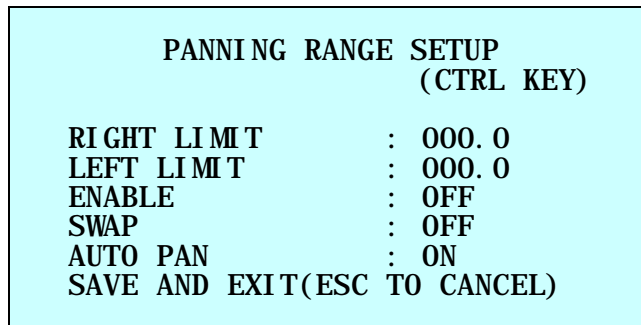 PANNING RANGE SETUP
(CTRL KEY)
RIGHT LIMIT : 000.0
LEFT LIMIT : 000.0
ENABLE : OFF
SWAP : OFF
AUTO PAN : ON
SAVE AND EXIT(ESC TO CANCEL)